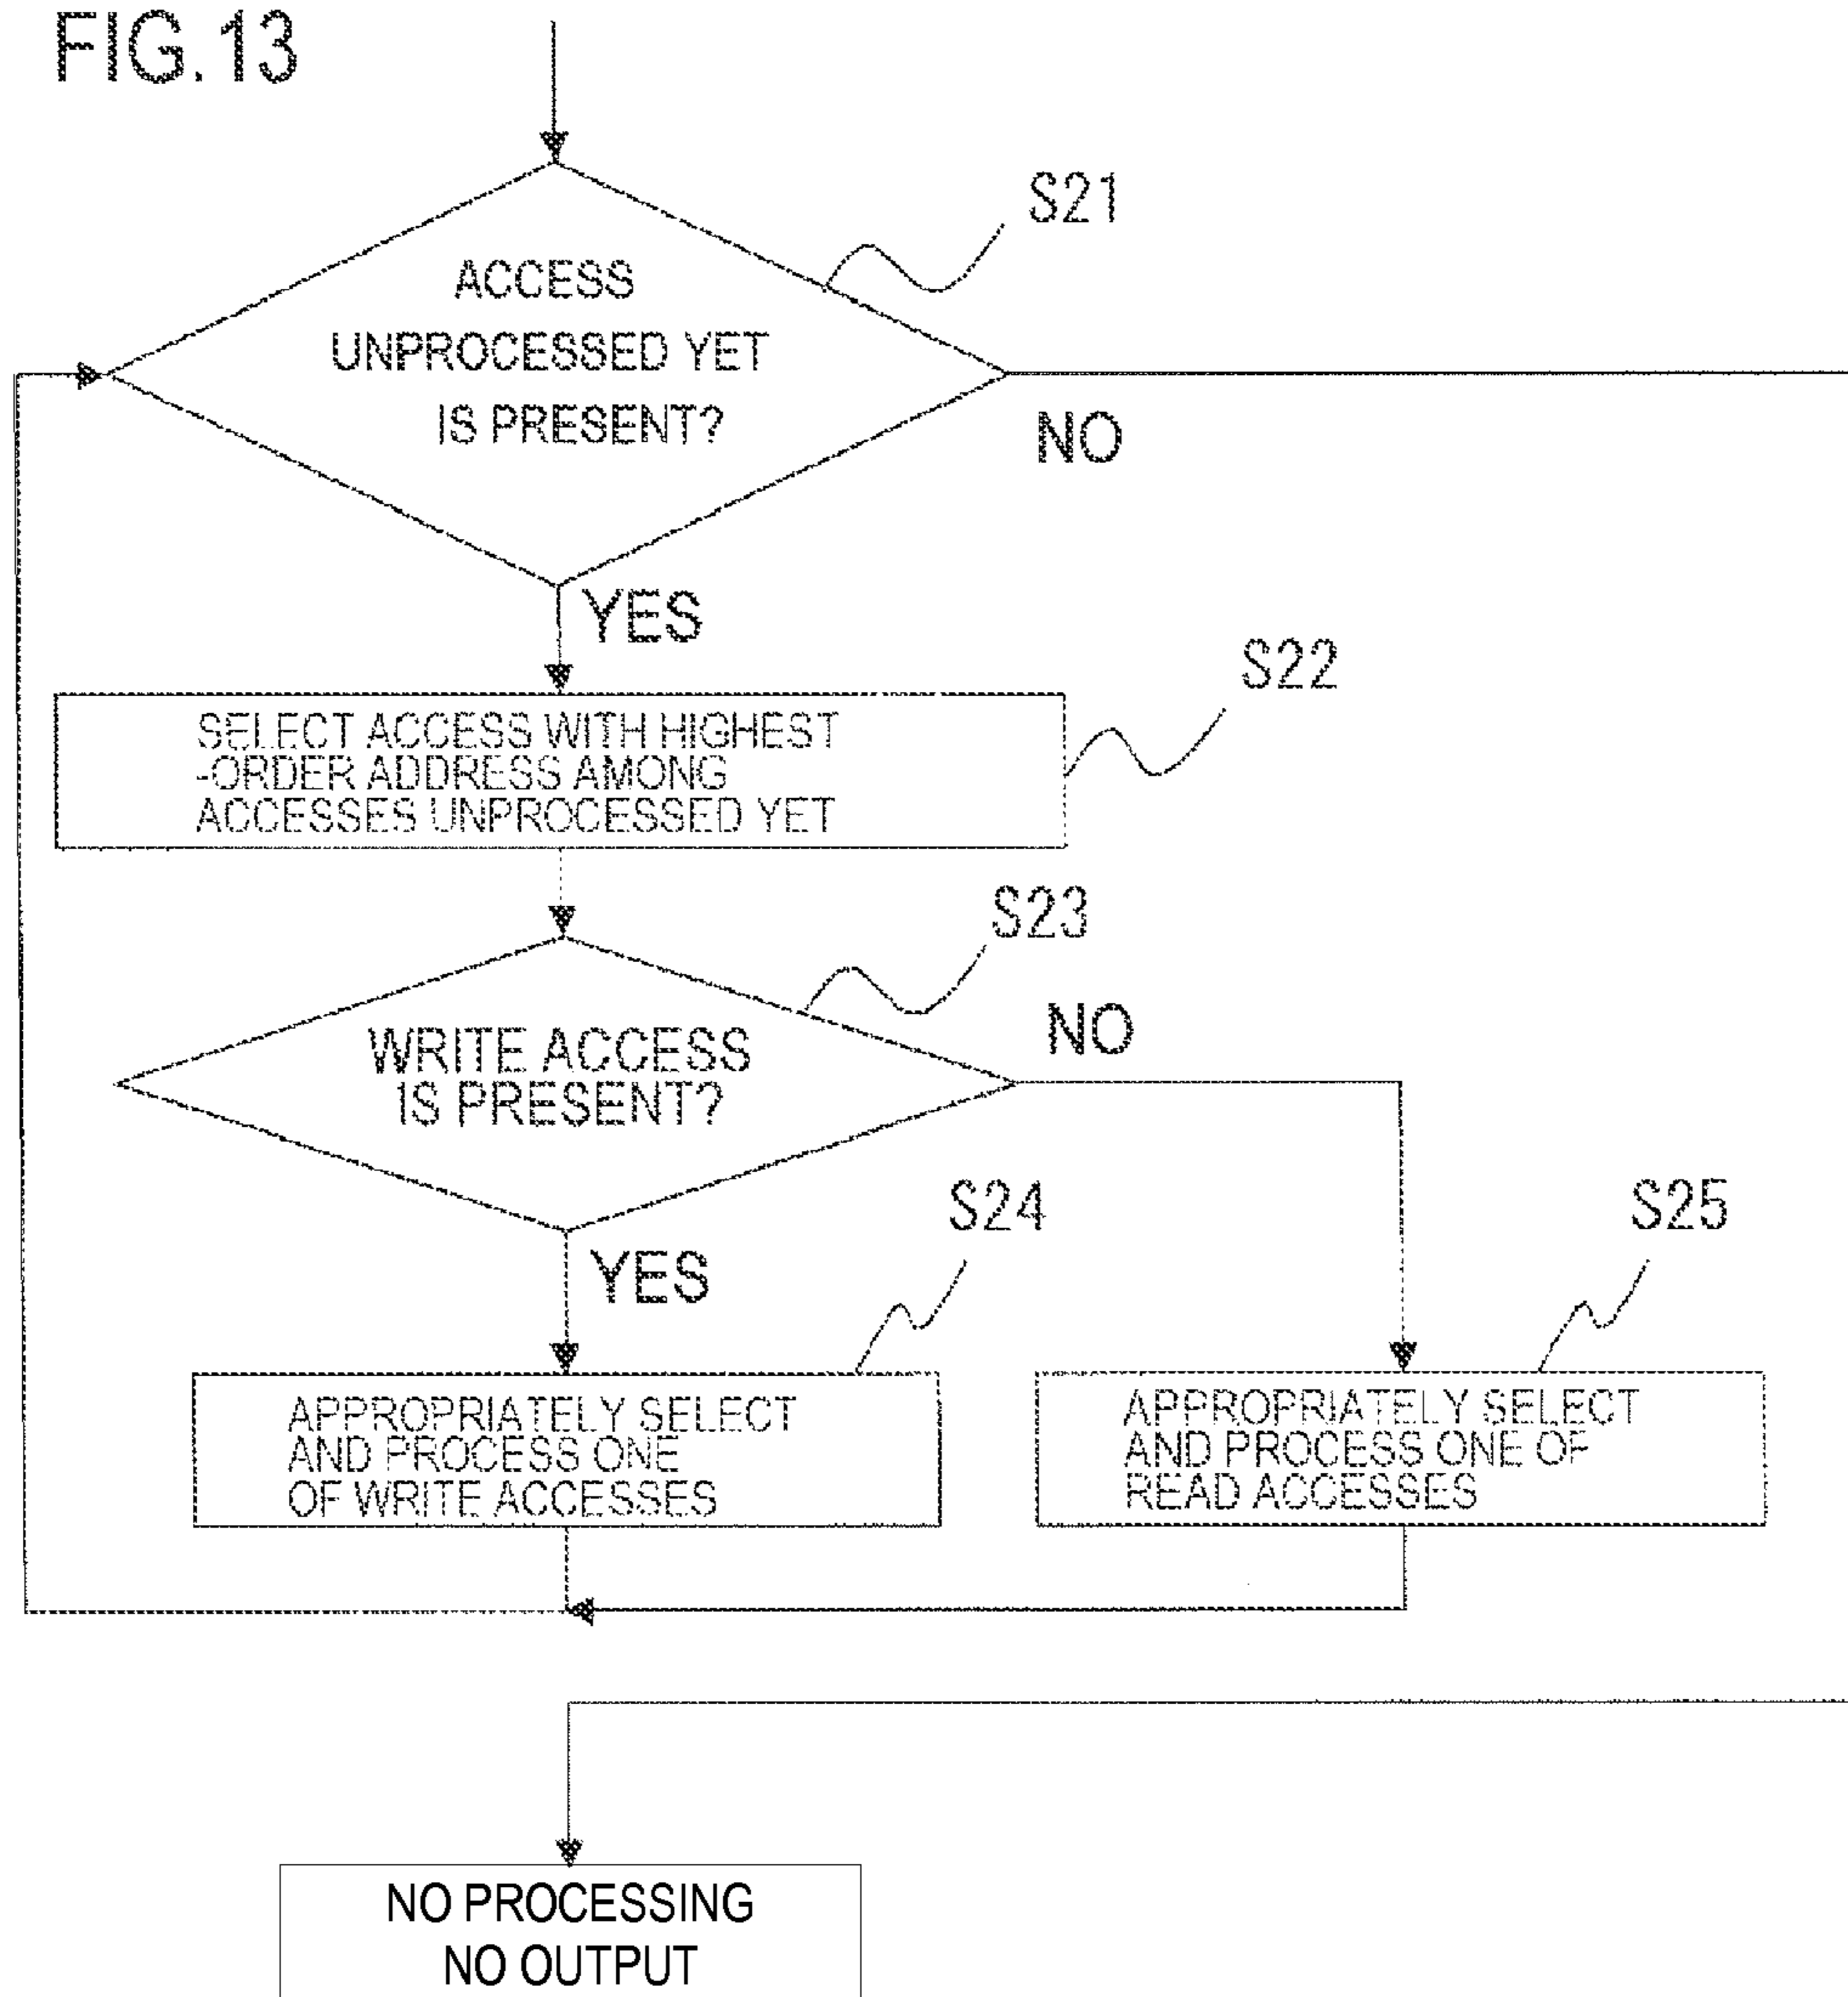 FIG.13
S21
ACCESS
UNPROCESSED YET
IS PRESENT?
NO
YES
S22
SELECT ACCESS WITH HIGHEST
-ORDER ADDRESS AMONG
ACCESSES UNPROCESSED YET
S23
WRITE ACCESS
IS PRESENT?
NO
YES
S24
APPROPRIATELY SELECT
AND PROCESS ONE
OF WRITE ACCESSES
S25
APPROPRIATELY SELECT
AND PROCESS ONE OF
READ ACCESSES
NO PROCESSING
NO OUTPUT